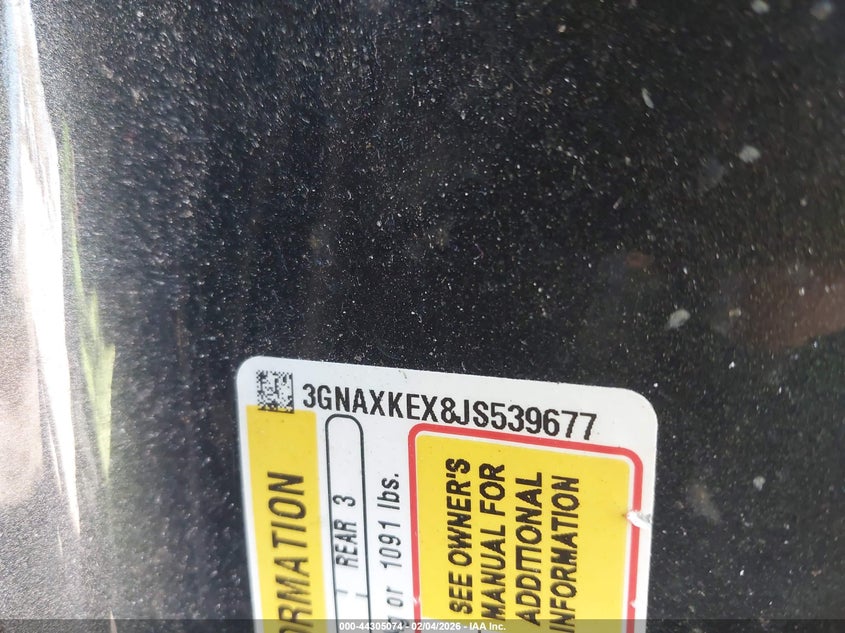 3GNAXKEX8JS539677
REAR 3
or 1091 lbs.
SEE OWNER'S
MANUAL FOR
ADDITIONAL
INFORMATION
000-44305074 - 02/04/2026 - IAA Inc.